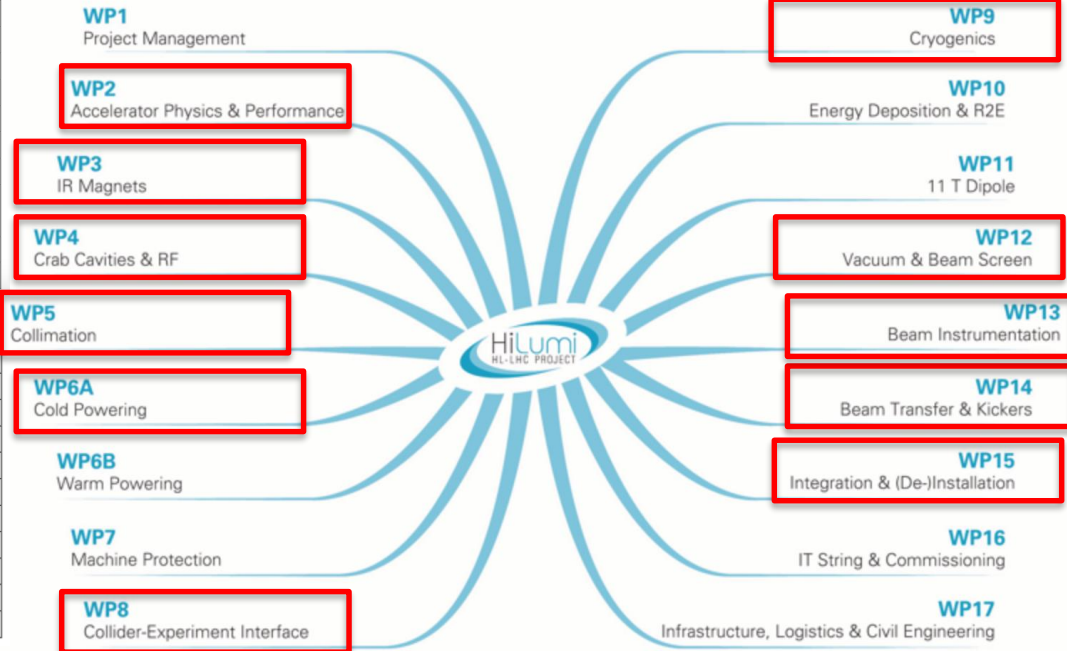 WP1
Project Management
WP2
Accelerator Physics & Performance
WP3
IR Magnets
WP4
Crab Cavities & RF
WP5
Collimation
WP6A
Cold Powering
WP6B
Warm Powering
WP7
Machine Protection
WP8
Collider-Experiment Interface
HiLumi
HL-LHC PROJECT
WP9
Cryogenics
WP10
Energy Deposition & R2E
WP11
11 T Dipole
WP12
Vacuum & Beam Screen
WP13
Beam Instrumentation
WP14
Beam Transfer & Kickers
WP15
Integration & (De-)Installation
WP16
IT String & Commissioning
WP17
Infrastructure, Logistics & Civil Engineering